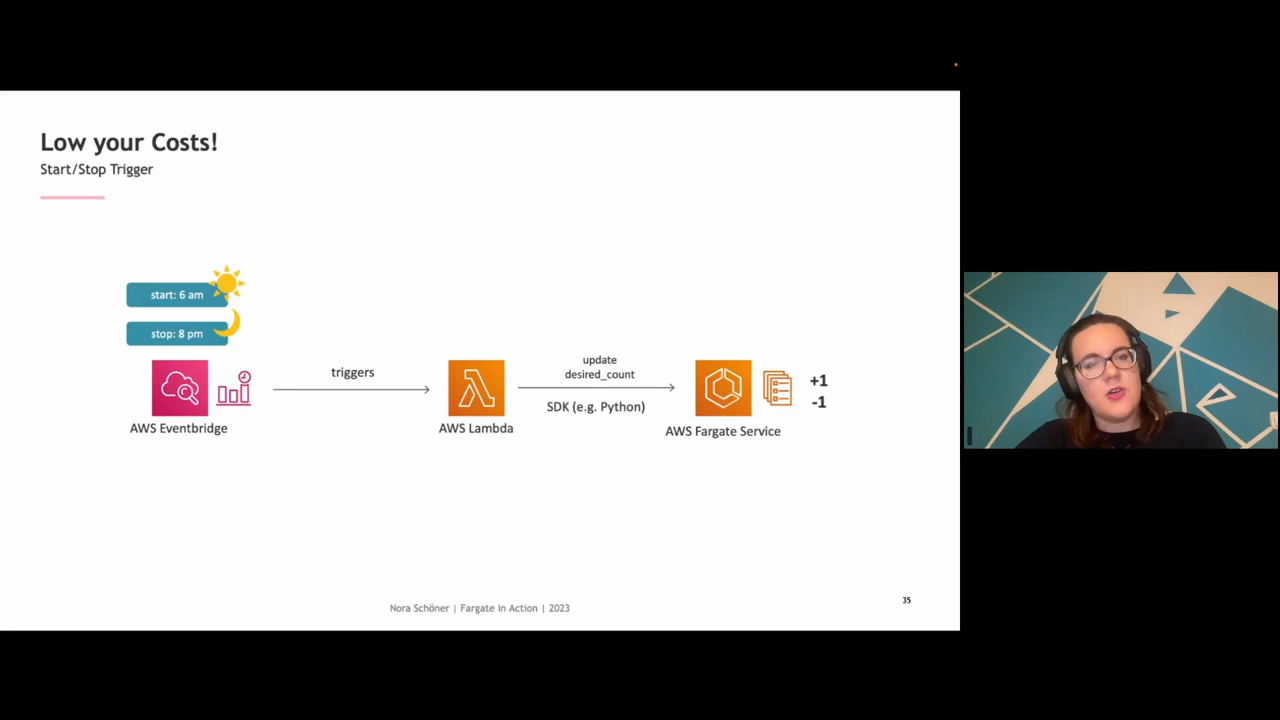 Low your Costs!
Start/Stop Trigger
start: 6 am
stop: 8 pm
triggers
update
desired_count
SDK (e.g. Python)
+1
-1
AWS Eventbridge
AWS Lambda
AWS Fargate Service
Nora Schöner | Fargate in Action | 2023
35